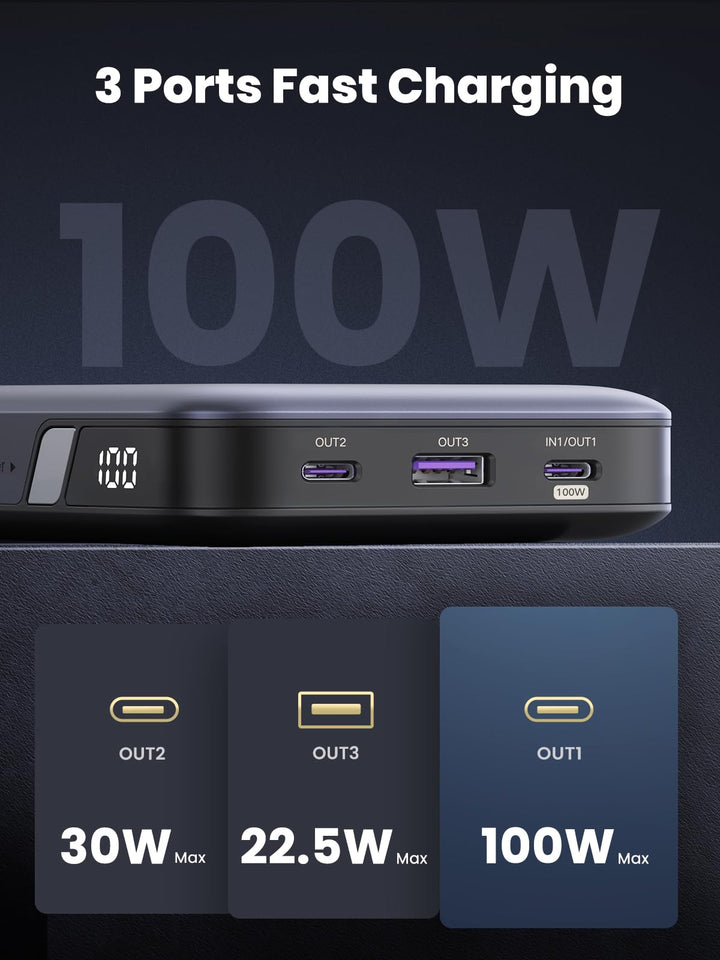 3 Ports Fast Charging
100W
OUT2 OUT3 IN1/OUT1
100
100W
OUT2 OUT3 OUT1
30W Max 22.5W Max 100W Max